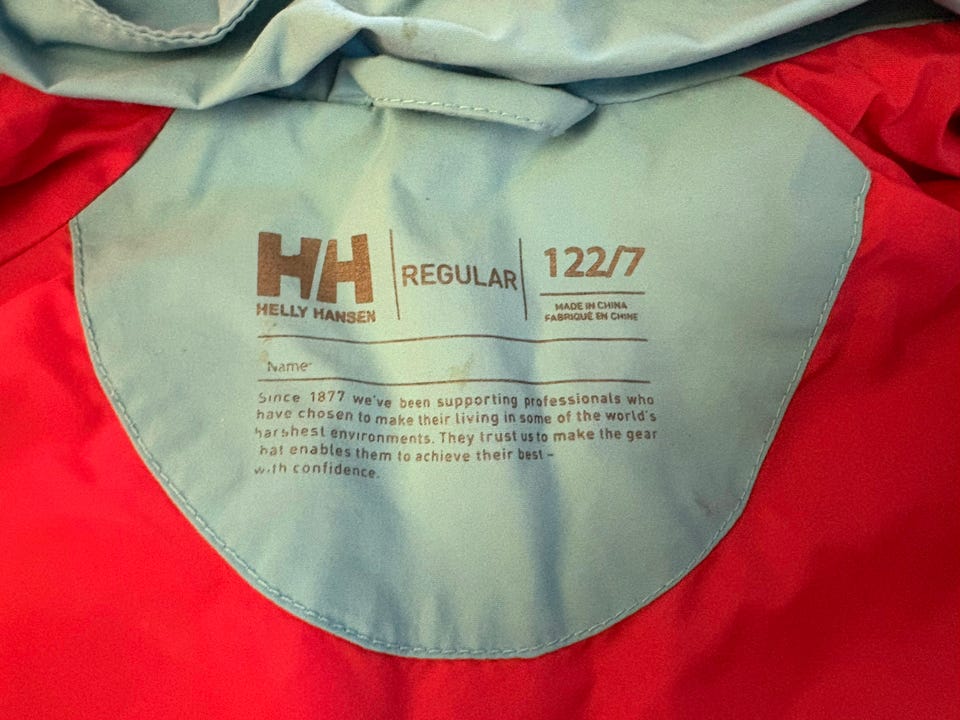 HH
HELLY HANSEN
REGULAR
122/7
MADE IN CHINA
FABRIQUÉ EN CHINE
Name
Since 1877 we've been supporting professionals who
have chosen to make their living in some of the world's
harshest environments. They trust us to make the gear
that enables them to achieve their best –
with confidence.